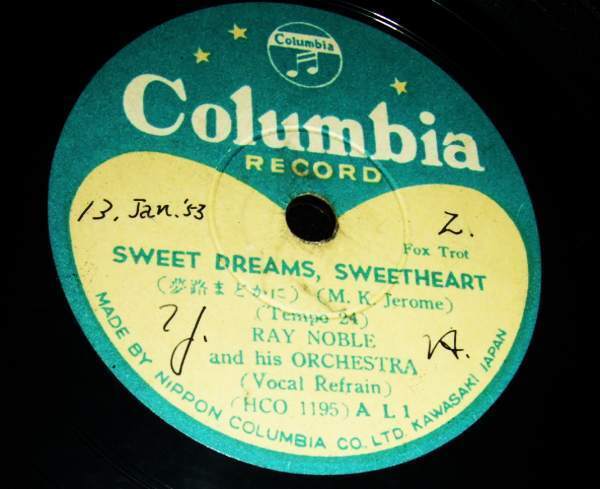 Columbia
Columbia
RECORD
13. Jan. '53
Z.
Fox Trot
SWEET DREAMS, SWEETHEART
(夢路まどかに) (M. K. Jerome)
(Tempo 24)
RAY NOBLE
and his ORCHESTRA
(Vocal Refrain)
(HCO 1195) A L 1
y.
A.
MADE BY NIPPON COLUMBIA CO. LTD. KAWASAKI JAPAN